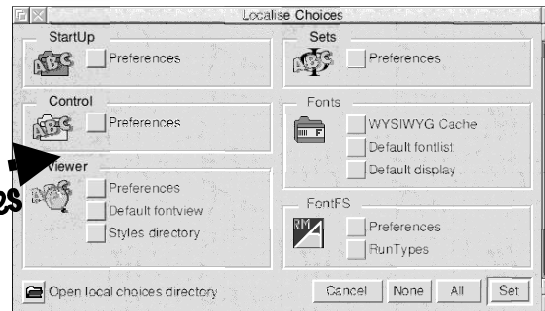 Localise Choices
StartUp
Preferences
Control
Preferences
Viewer
Preferences
Default fontview
Styles directory
Sets
Preferences
Fonts
WYSIWYG Cache
Default fontlist
Default display
FontFS
RM
Preferences
RunTypes
Open local choices directory
Cancel None All Set